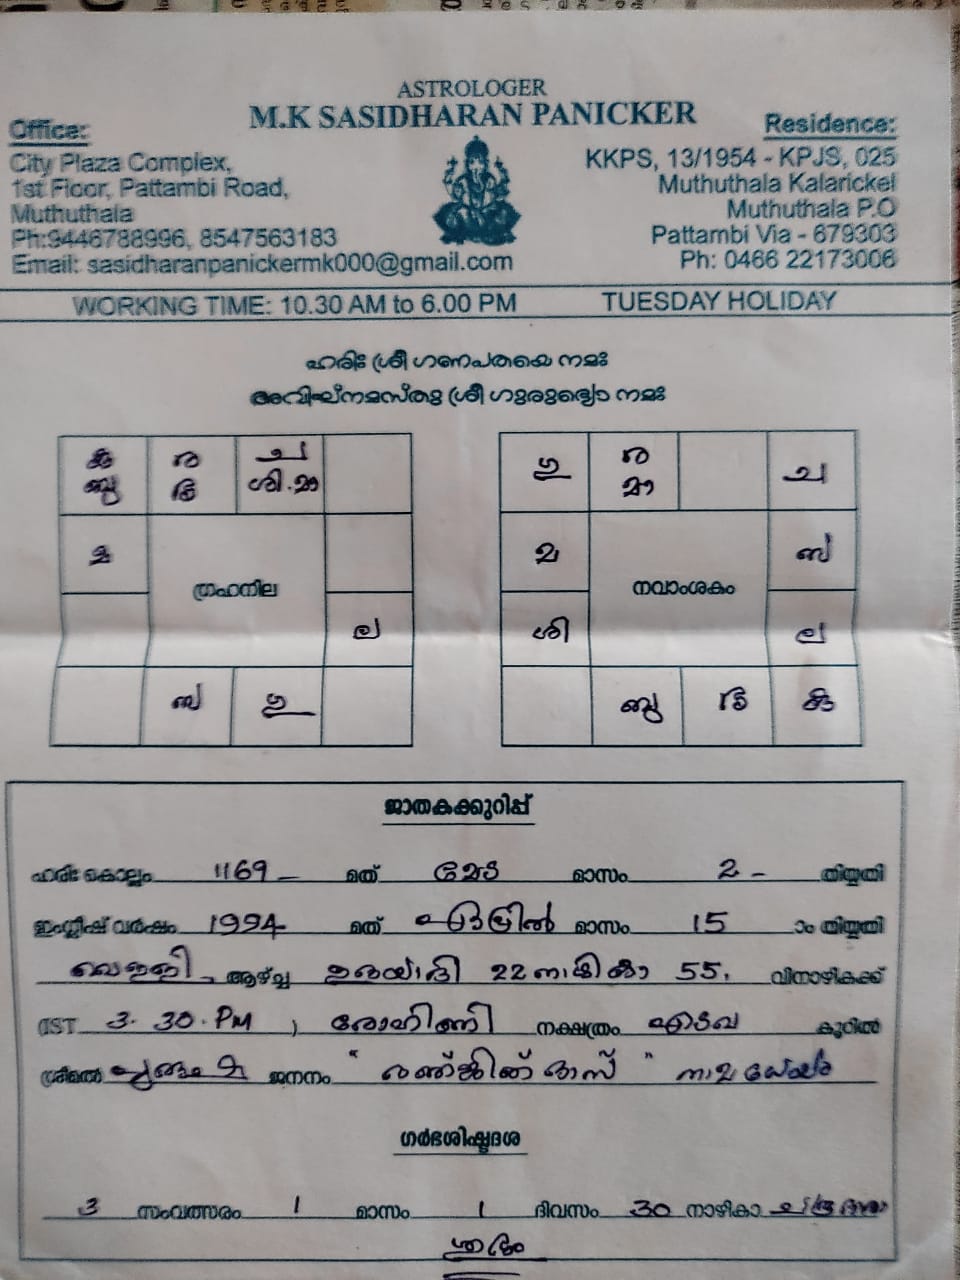 ASTROLOGER
M.K SASIDHARAN PANICKER
Office:
City Plaza Complex,
1st Floor, Pattambi Road,
Muthuthala
Ph:9446788996, 8547563183
Email: sasidharanpanickermk000@gmail.com
Residence:
KKPS, 13/1954 - KPJS, 025
Muthuthala Kalarickel
Muthuthala P.O
Pattambi Via - 679303
Ph: 0466 22173006
WORKING TIME: 10.30 AM to 6.00 PM TUESDAY HOLIDAY
ഹരിഃ ശ്രീ ഗണപതയെ നമഃ
അവിഘ്നമസ്തു ശ്രീ ഗുരുഭ്യൊ നമഃ
കു ര ച
ബു ശി. മാ
മ
ഗ്രഹനില
ല
സ ഗു
ഗു ര ച
മാ
മ സ
നവാംശകം
ശി ല
ബു കു
ജാതകക്കുറിപ്പ്
ഹരിഃ കൊല്ലം 1169 മത് മേട മാസം 2 തിയ്യതി
ഇംഗ്ലീഷ് വർഷം 1994 മത് ഏപ്രിൽ മാസം 15 ാം തിയ്യതി
വെള്ളി ആഴ്ച്ച ഉദയാദി 22 നാഴിക 55. വിനാഴികക്ക്
(IST 3. 30. PM ) രോഹിണി നക്ഷത്രം എടവ കൂറിൽ
ശ്രീമതി ജനനം "രഞ്ജിത്ത് ദാസ്" നാമധേയം
ഗർഭശിഷ്ടദശ
3 സംവത്സരം 1 മാസം 1 ദിവസം 30 നാഴികാ ചന്ദ്രദശാ
ശുഭം